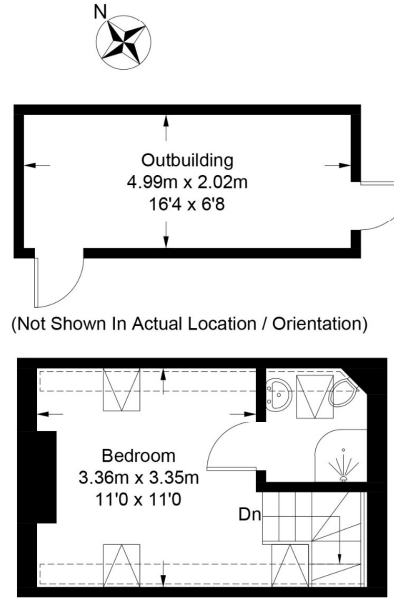 N
Outbuilding
4.99m x 2.02m
16'4 x 6'8
(Not Shown In Actual Location / Orientation)
Bedroom
3.36m x 3.35m
11'0 x 11'0
Dn